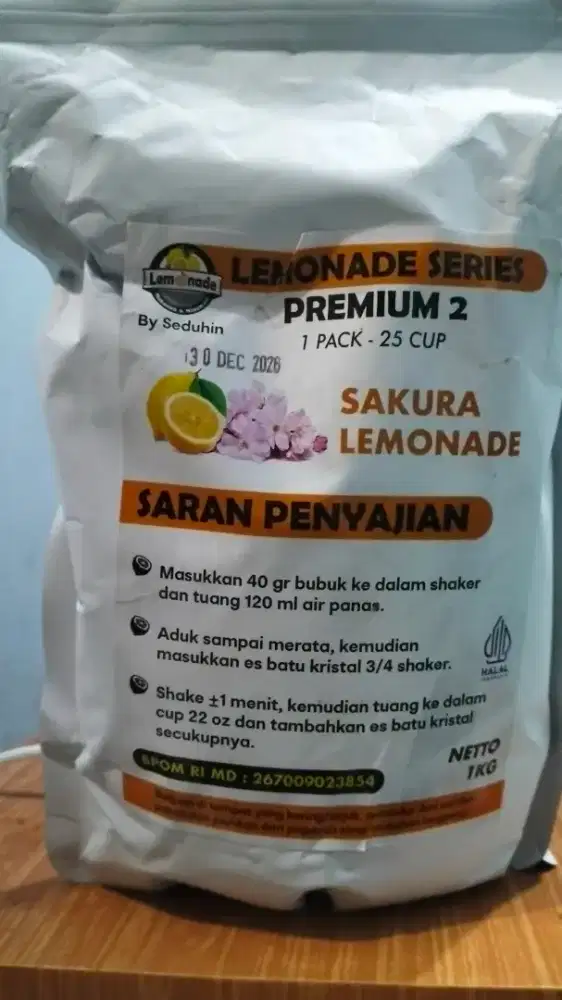 Lemonade
LEMONADE SERIES
By Seduhin
PREMIUM 2
1 PACK - 25 CUP
30 DEC 2026
SAKURA
LEMONADE
SARAN PENYAJIAN
Masukkan 40 gr bubuk ke dalam shaker
dan tuang 120 ml air panas.
Aduk sampai merata, kemudian
masukkan es batu kristal 3/4 shaker.
Shake ±1 menit, kemudian tuang ke dalam
cup 22 oz dan tambahkan es batu kristal
secukupnya.
HALAL
BPOM RI MD : 267009023854
NETTO
1KG